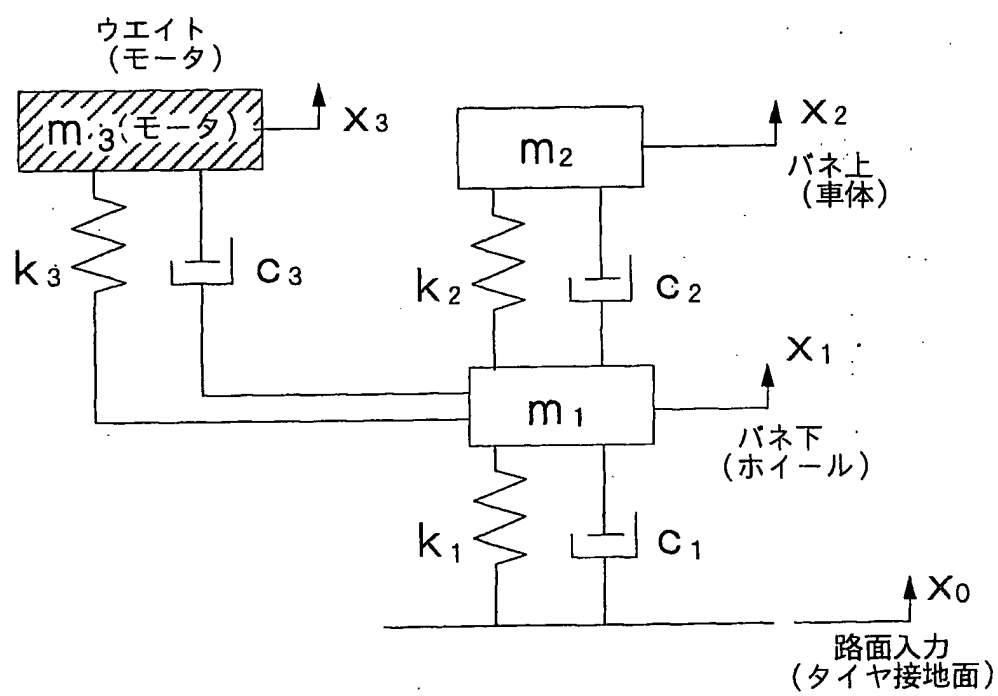 ウエイト
(モータ)
m3(モータ)
x3
m2
x2
バネ上
(車体)
k3
c3
k2
c2
x1
m1
バネ下
(ホイール)
k1
c1
x0
路面入力
(タイヤ接地面)